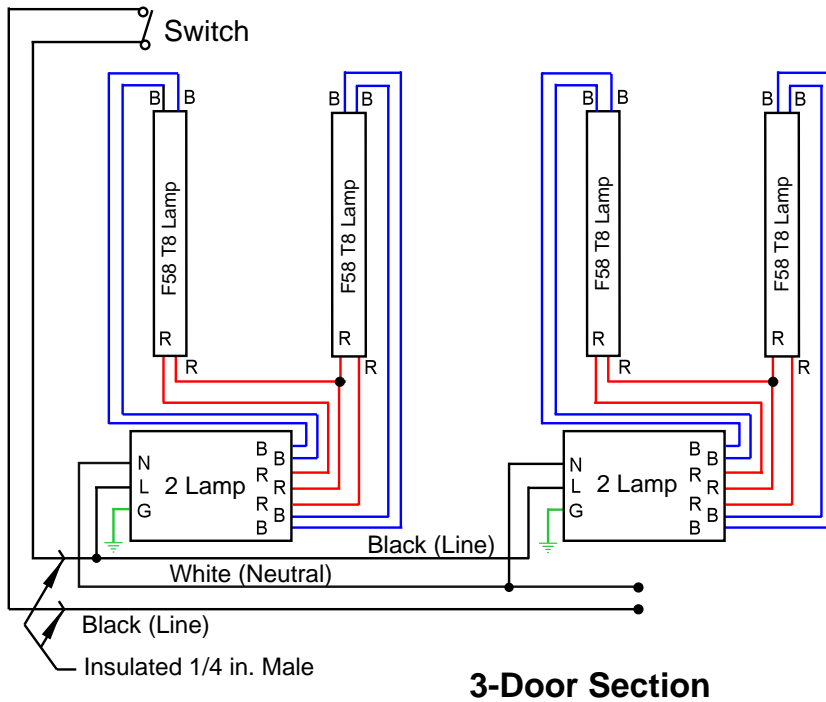 Switch
B B B B B B B B
F58 T8 Lamp F58 T8 Lamp F58 T8 Lamp F58 T8 Lamp
R R R R
R R R R
N B B N B B
L 2 Lamp R R L 2 Lamp R R
G R B G R B
B B
Black (Line)
White (Neutral)
Black (Line)
Insulated 1/4 in. Male
3-Door Section